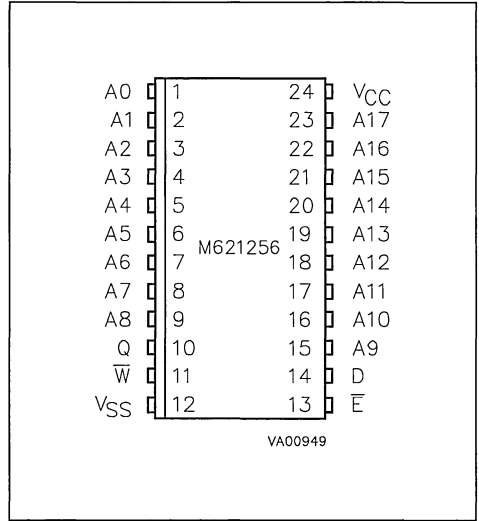 A0 1 24 VCC
A1 2 23 A17
A2 3 22 A16
A3 4 21 A15
A4 5 20 A14
A5 6 19 A13
M621256
A6 7 18 A12
A7 8 17 A11
A8 9 16 A10
Q 10 15 A9
W̅ 11 14 D
VSS 12 13 E̅
VA00949